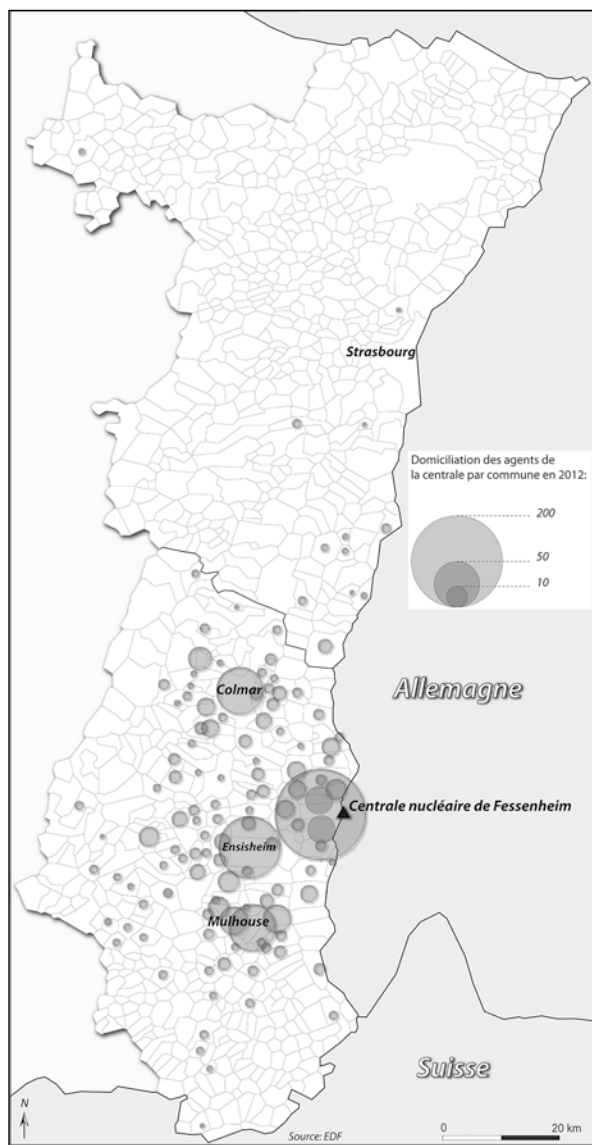 Strasbourg
Domiciliation des agents de
la centrale par commune en 2012:
200
50
10
Colmar
Allemagne
Centrale nucléaire de Fessenheim
Ensisheim
Mulhouse
Suisse
N
Source: EDF
0 20 km